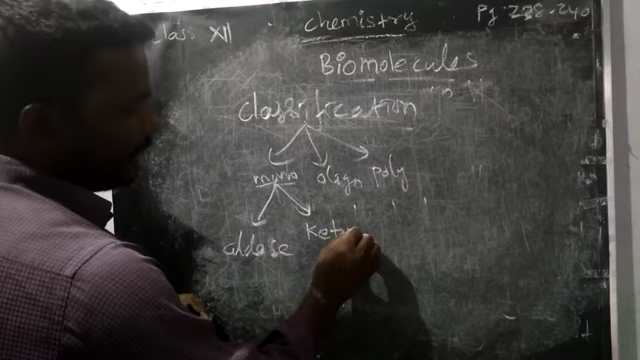 class XII chemistry Pg. 238-240
Biomolecules
classification
mono oligo poly
aldose Keto